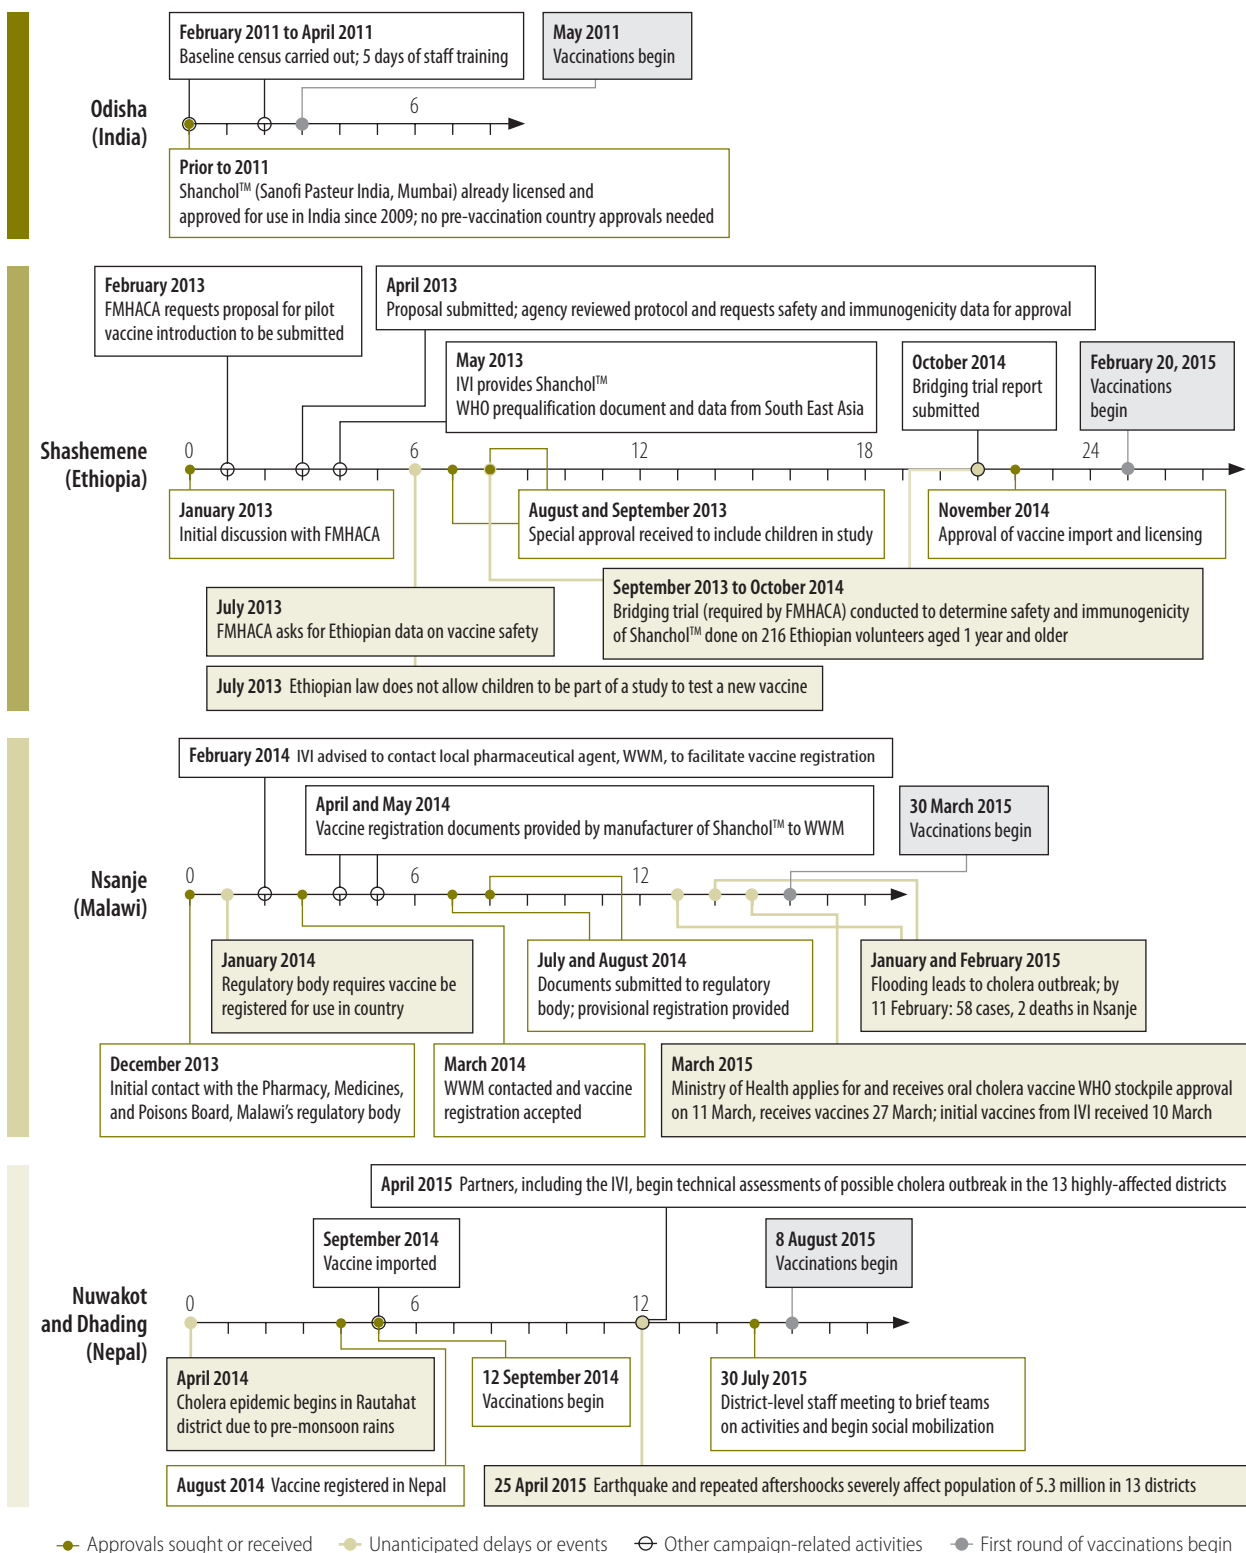 February 2011 to April 2011
Baseline census carried out; 5 days of staff training
May 2011
Vaccinations begin
6
Odisha
(India)
Prior to 2011
Shanchol™ (Sanofi Pasteur India, Mumbai) already licensed and
approved for use in India since 2009; no pre-vaccination country approvals needed
February 2013
FMHACA requests proposal for pilot
vaccine introduction to be submitted
April 2013
Proposal submitted; agency reviewed protocol and requests safety and immunogenicity data for approval
May 2013
IVI provides Shanchol™
WHO prequalification document and data from South East Asia
October 2014
Bridging trial report
submitted
February 20, 2015
Vaccinations
begin
Shashemene
(Ethiopia)
0 6 12 18 24
January 2013
Initial discussion with FMHACA
August and September 2013
Special approval received to include children in study
November 2014
Approval of vaccine import and licensing
July 2013
FMHACA asks for Ethiopian data on vaccine safety
September 2013 to October 2014
Bridging trial (required by FMHACA) conducted to determine safety and immunogenicity
of Shanchol™ done on 216 Ethiopian volunteers aged 1 year and older
July 2013 Ethiopian law does not allow children to be part of a study to test a new vaccine
February 2014 IVI advised to contact local pharmaceutical agent, WWM, to facilitate vaccine registration
April and May 2014
Vaccine registration documents provided by manufacturer of Shanchol™ to WWM
30 March 2015
Vaccinations begin
Nsanje
(Malawi)
0 6 12
January 2014
Regulatory body requires vaccine be
registered for use in country
July and August 2014
Documents submitted to regulatory
body; provisional registration provided
January and February 2015
Flooding leads to cholera outbreak; by
11 February: 58 cases, 2 deaths in Nsanje
December 2013
Initial contact with the Pharmacy, Medicines,
and Poisons Board, Malawi's regulatory body
March 2014
WWM contacted and vaccine
registration accepted
March 2015
Ministry of Health applies for and receives oral cholera vaccine WHO stockpile approval
on 11 March, receives vaccines 27 March; initial vaccines from IVI received 10 March
April 2015 Partners, including the IVI, begin technical assessments of possible cholera outbreak in the 13 highly-affected districts
September 2014
Vaccine imported
8 August 2015
Vaccinations begin
Nuwakot
and Dhading
(Nepal)
0 6 12
April 2014
Cholera epidemic begins in Rautahat
district due to pre-monsoon rains
12 September 2014
Vaccinations begin
30 July 2015
District-level staff meeting to brief teams
on activities and begin social mobilization
August 2014 Vaccine registered in Nepal
25 April 2015 Earthquake and repeated aftershoocks severely affect population of 5.3 million in 13 districts
Approvals sought or received
Unanticipated delays or events
Other campaign-related activities
First round of vaccinations begin